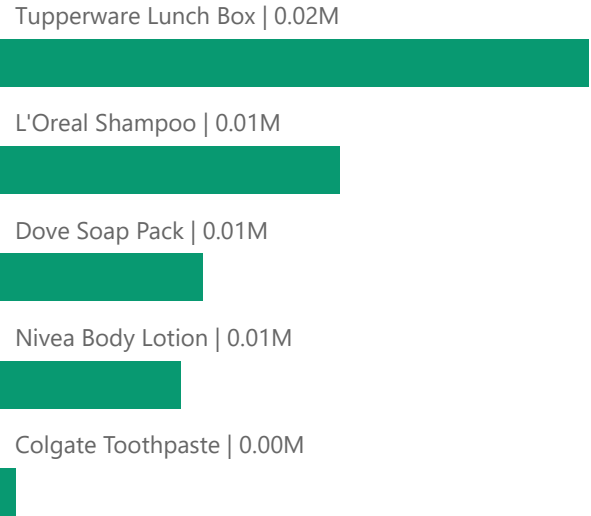 Tupperware Lunch Box | 0.02M
L'Oreal Shampoo | 0.01M
Dove Soap Pack | 0.01M
Nivea Body Lotion | 0.01M
Colgate Toothpaste | 0.00M